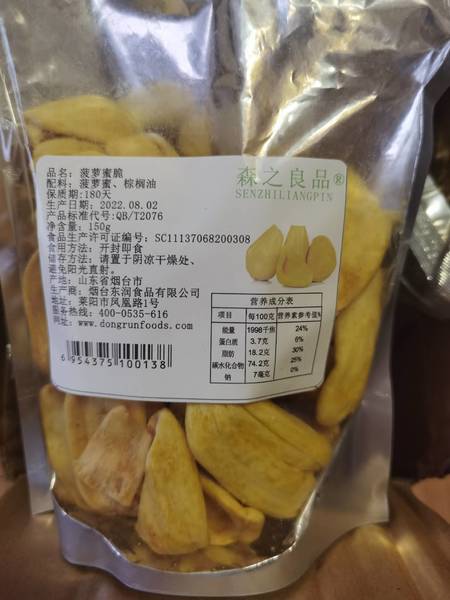 品名：菠萝蜜脆
配料：菠萝蜜、棕榈油
保质期：180天
生产日期：2022.08.02
产品标准代号：QB/T2076
净含量：150g
食品生产许可证编号：SC11137068200308
食用方法：开封即食
储存方法：请置于阴凉干燥处、
避免阳光直射。
产地：山东省烟台市
生产商：烟台东润食品有限公司
地址：莱阳市凤凰路1号
服务热线：400-0535-616
网址：www.dongrunfoods.com
6954375100138
森之良品®
SENZHILIANGPIN
营养成分表
项目 每100克 营养素参考值%
能量 1998千焦 24%
蛋白质 3.7克 6%
脂肪 18.2克 30%
碳水化合物 74.2克 25%
钠 7毫克 0%